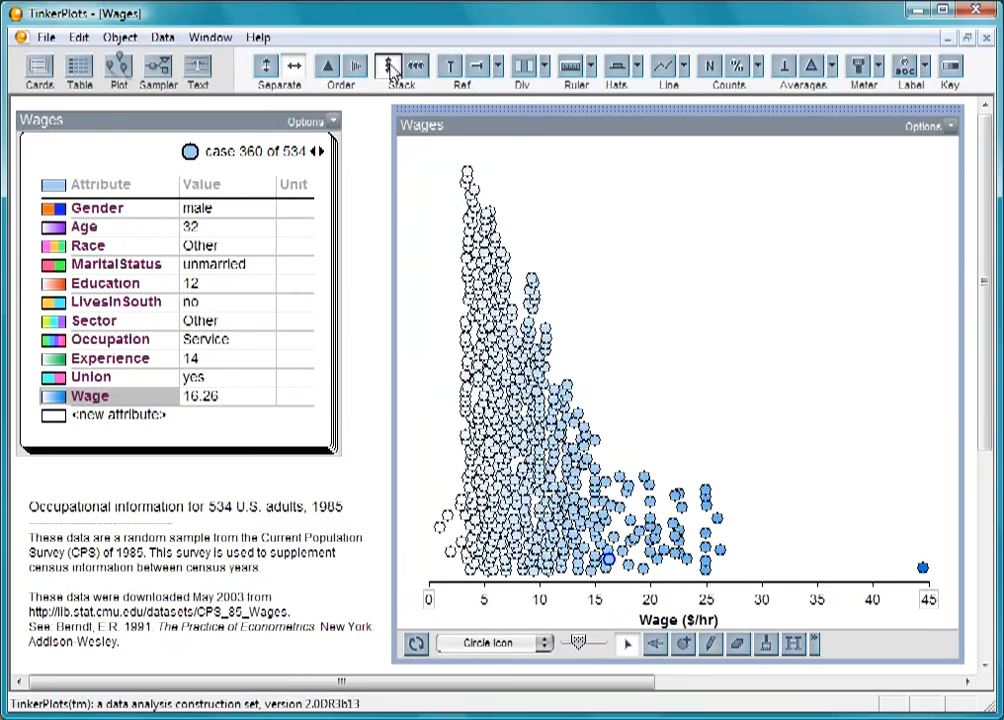 TinkerPlots - [Wages]
File Edit Object Data Window Help
Cards Table Plot Sampler Text Separate Order Stack Ref. Div. Ruler Hats Line Counts Averages Meter Label Key
Wages Options
case 360 of 534
Attribute Value Unit
Gender male
Age 32
Race Other
MaritalStatus unmarried
Education 12
LivesInSouth no
Sector Other
Occupation Service
Experience 14
Union yes
Wage 16.26
<new attribute>
Occupational information for 534 U.S. adults, 1985
These data are a random sample from the Current Population
Survey (CPS) of 1985. This survey is used to supplement
census information between census years.
These data were downloaded May 2003 from
http://lib.stat.cmu.edu/datasets/CPS_85_Wages.
See: Berndt, E.R. 1991. The Practice of Econometrics. New York:
Addison-Wesley.
Wages Options
0 5 10 15 20 25 30 35 40 45
Wage ($/hr)
Circle Icon
TinkerPlots(tm): a data analysis construction set, version 2.0DR3b13